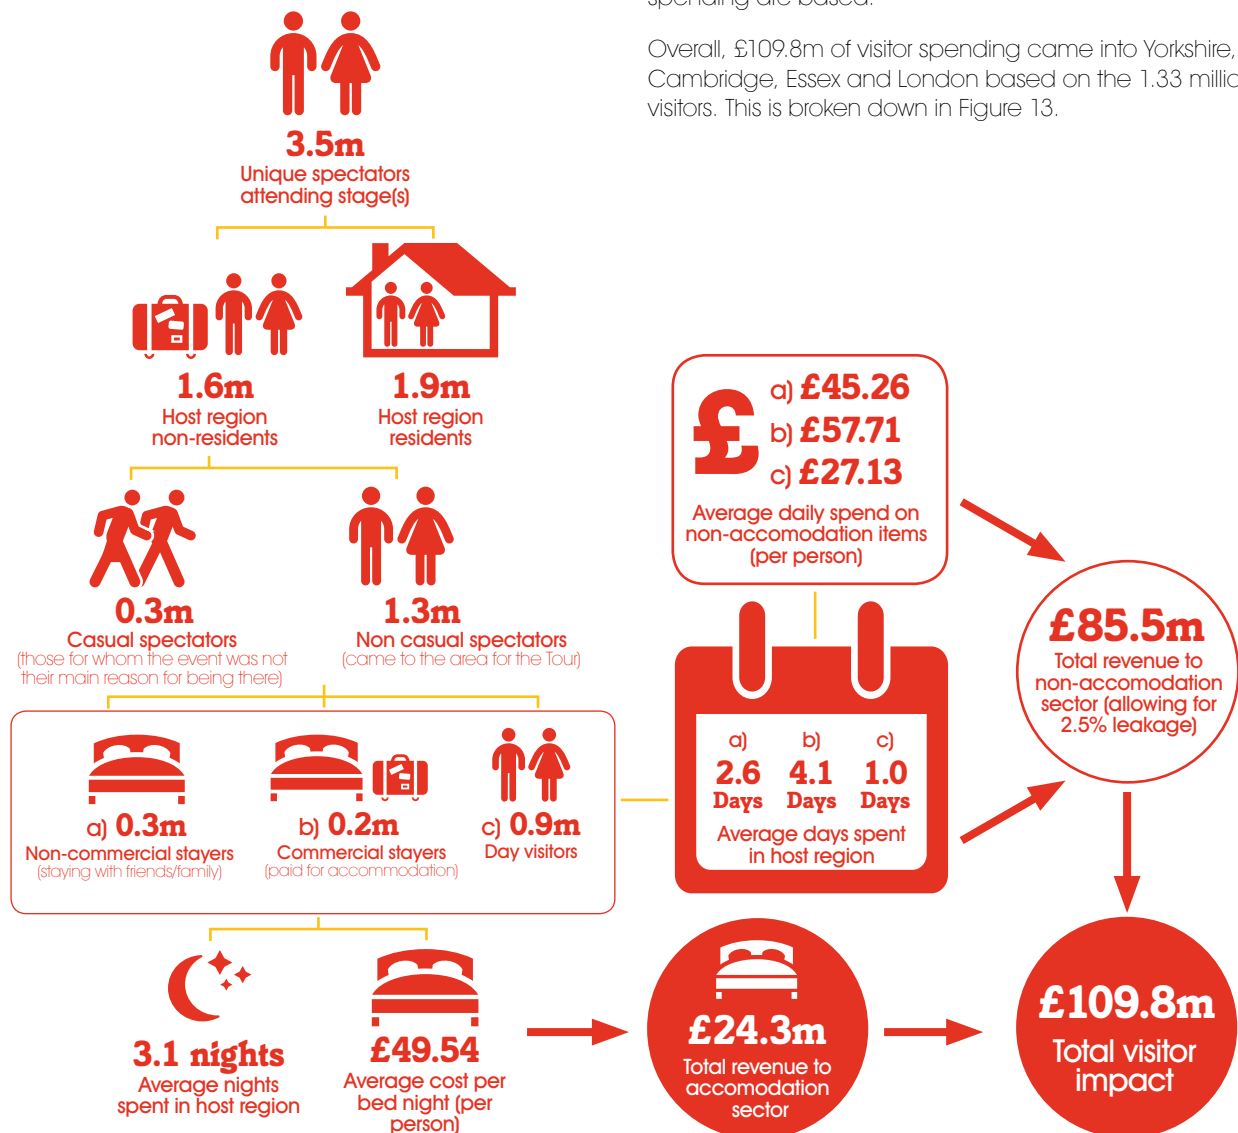 spending are based.
Overall, £109.8m of visitor spending came into Yorkshire,
Cambridge, Essex and London based on the 1.33
visitors. This is broken down in Figure 13.
3.5m
Unique spectators
attending stage(s)
1.6m
Host region
non-residents
1.9m
Host region
residents
0.3m
Casual spectators
(those for whom the event was not
their main reason for being there)
1.3m
Non casual spectators
(came to the area for the Tour)
a) 0.3m
Non-commercial stayers
(staying with friends/family)
b) 0.2m
Commercial stayers
(paid for accommodation)
c) 0.9m
Day visitors
£
a) £45.26
b) £57.71
c) £27.13
Average daily spend on
non-accomodation items
(per person)
a)
2.6
Days
b)
4.1
Days
c)
1.0
Days
Average days spent
in host region
£85.5m
Total revenue to
non-accomodation
sector (allowing for
2.5% leakage)
3.1 nights
Average nights
spent in host region
£49.54
Average cost per
bed night (per
person)
£24.3m
Total revenue to
accomodation
sector
£109.8m
Total visitor
impact